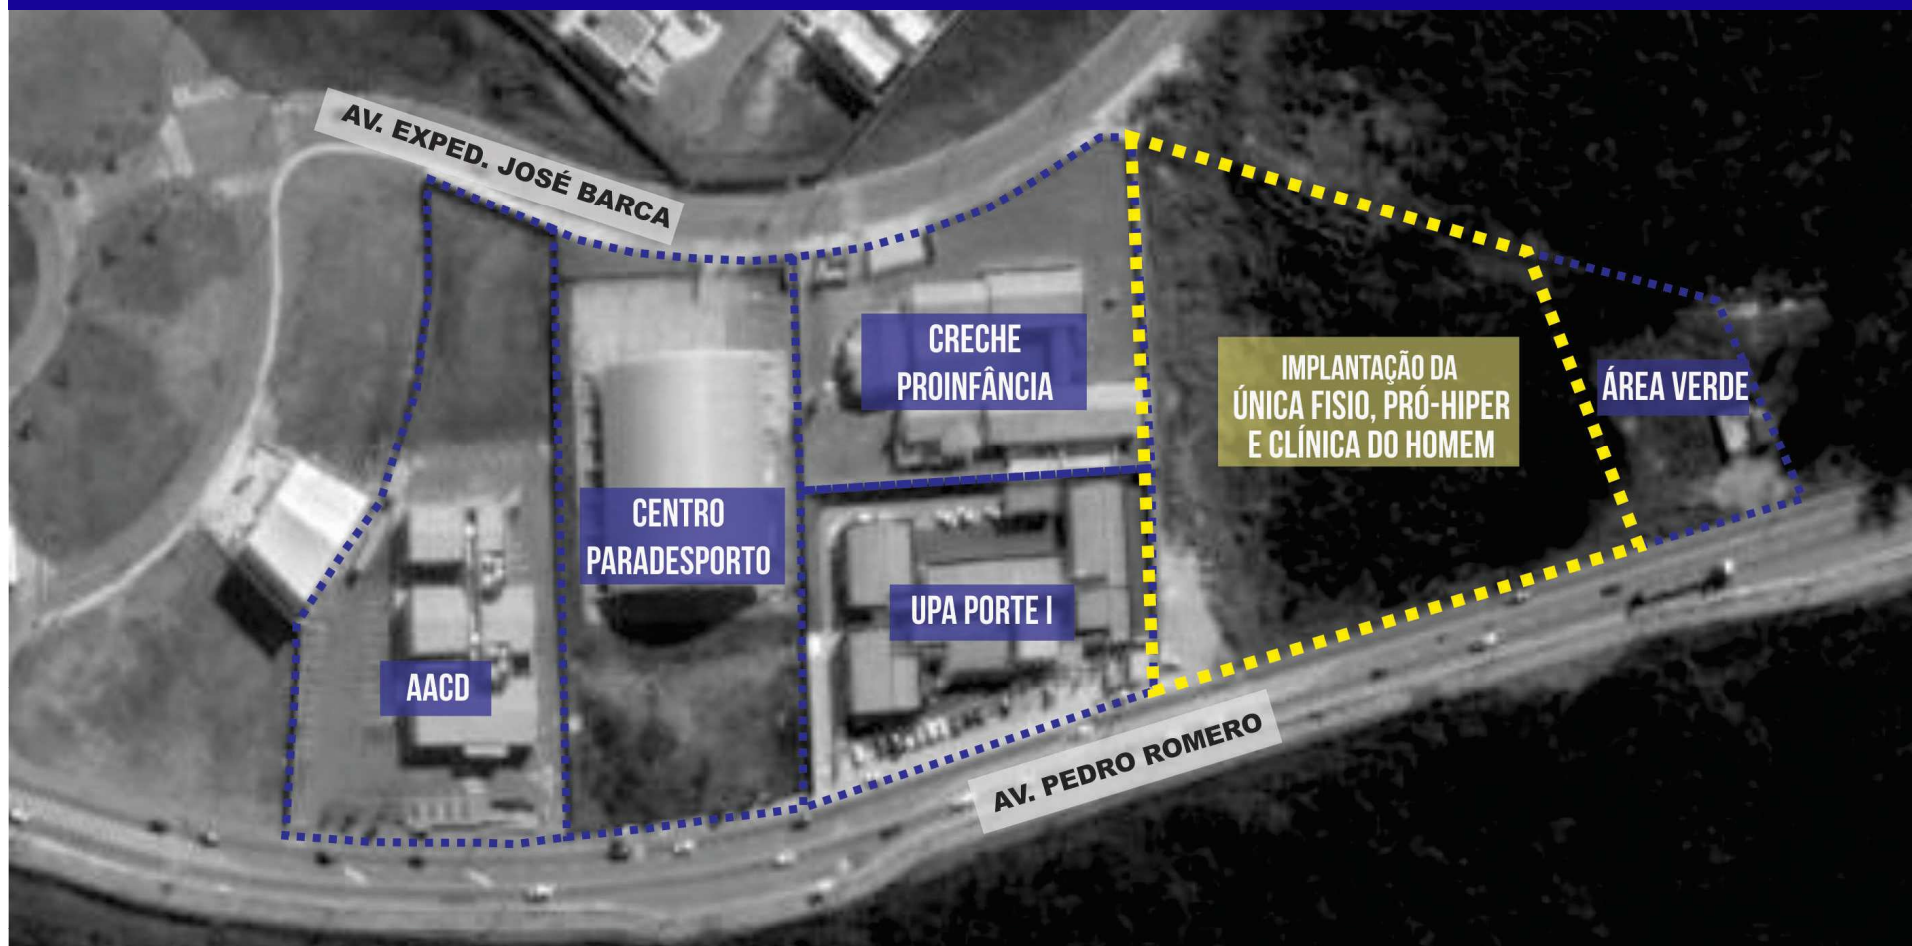 AV. EXPED. JOSÉ BARCA
CRECHE
PROINFÂNCIA
IMPLANTAÇÃO DA
ÚNICA FISIO, PRÓ-HIPER
E CLÍNICA DO HOMEM
ÁREA VERDE
CENTRO
PARADESPORTO
UPA PORTE I
AACD
AV. PEDRO ROMERO